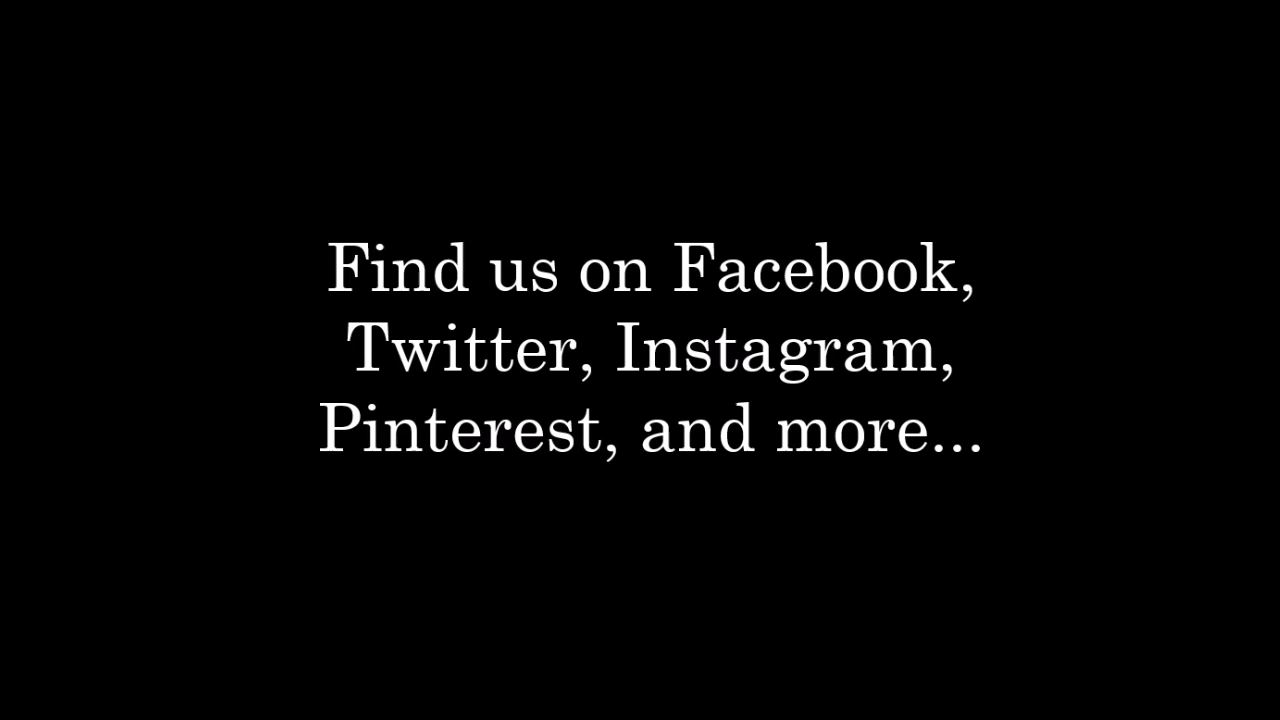 Find us on Facebook,
Twitter, Instagram,
Pinterest, and more...